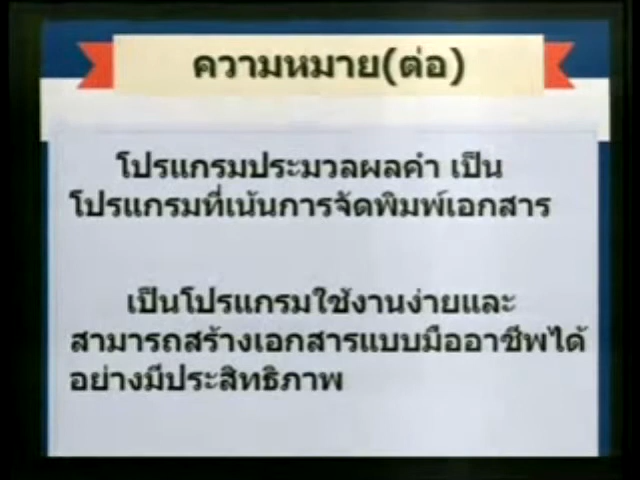 ความหมาย(ต่อ)
โปรแกรมประมวลผลคำ เป็น
โปรแกรมที่เน้นการจัดพิมพ์เอกสาร
เป็นโปรแกรมใช้งานง่ายและ
สามารถสร้างเอกสารแบบมืออาชีพได้
อย่างมีประสิทธิภาพ